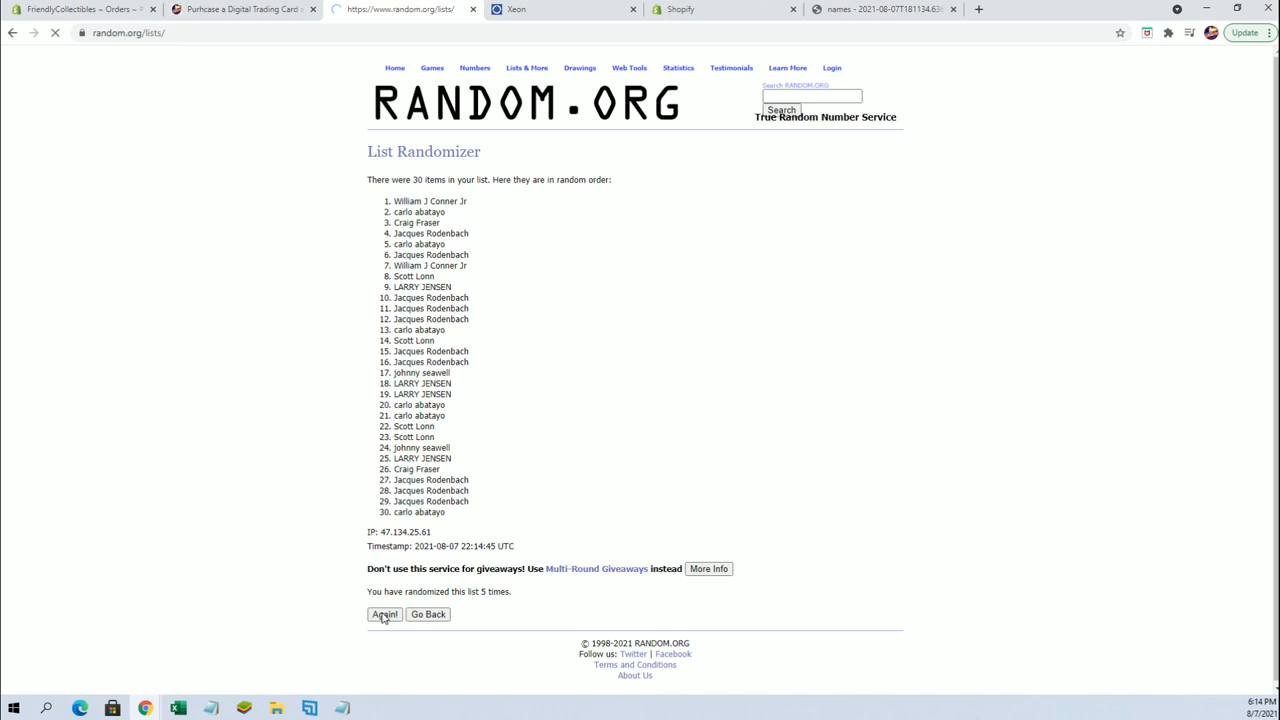 FriendlyCollectibles ~ Orders ~
Purhcase a Digital Trading Card a
https://www.random.org/lists/
Xeon
Shopify
names - 2021-08-07T181134.636
random.org/lists/
Update
Home Games Numbers Lists & More Drawings Web Tools Statistics Testimonials Learn More Login
Search RANDOM.ORG
RANDOM.ORG
Search
True Random Number Service
List Randomizer
There were 30 items in your list. Here they are in random order:
1. William J Conner Jr
2. carlo abatayo
3. Craig Fraser
4. Jacques Rodenbach
5. carlo abatayo
6. Jacques Rodenbach
7. William J Conner Jr
8. Scott Lonn
9. LARRY JENSEN
10. Jacques Rodenbach
11. Jacques Rodenbach
12. Jacques Rodenbach
13. carlo abatayo
14. Scott Lonn
15. Jacques Rodenbach
16. Jacques Rodenbach
17. johnny seawell
18. LARRY JENSEN
19. LARRY JENSEN
20. carlo abatayo
21. carlo abatayo
22. Scott Lonn
23. Scott Lonn
24. johnny seawell
25. LARRY JENSEN
26. Craig Fraser
27. Jacques Rodenbach
28. Jacques Rodenbach
29. Jacques Rodenbach
30. carlo abatayo
IP: 47.134.25.61
Timestamp: 2021-08-07 22:14:45 UTC
Don't use this service for giveaways! Use Multi-Round Giveaways instead More Info
You have randomized this list 5 times.
Again! Go Back
© 1998-2021 RANDOM.ORG
Follow us: Twitter | Facebook
Terms and Conditions
About Us
6:14 PM
8/7/2021